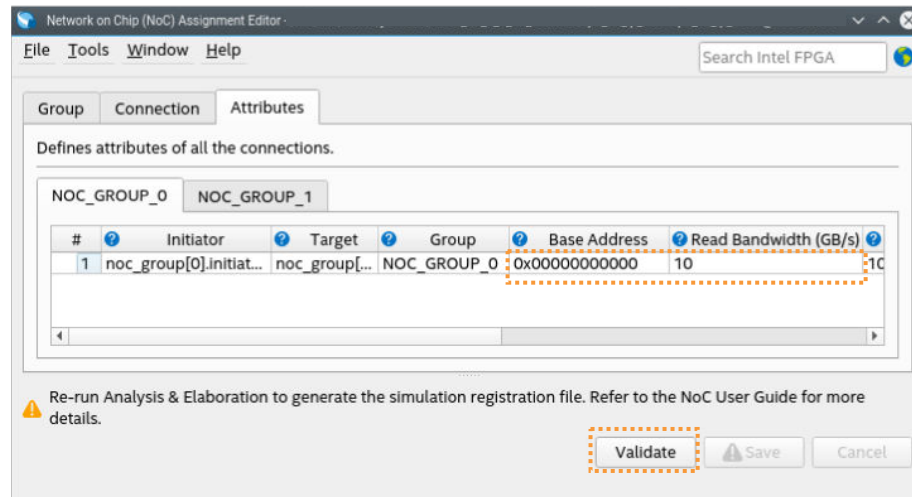 Network on Chip (NoC) Assignment Editor-
File Tools Window Help
Search Intel FPGA
Group Connection Attributes
Defines attributes of all the connections.
NOC_GROUP_0 NOC_GROUP_1
# Initiator Target Group Base Address Read Bandwidth (GB/s)
1 noc_group[0].initiat... noc_group[... NOC_GROUP_0 0x00000000000 10 10
Re-run Analysis & Elaboration to generate the simulation registration file. Refer to the NoC User Guide for more
details.
Validate Save Cancel